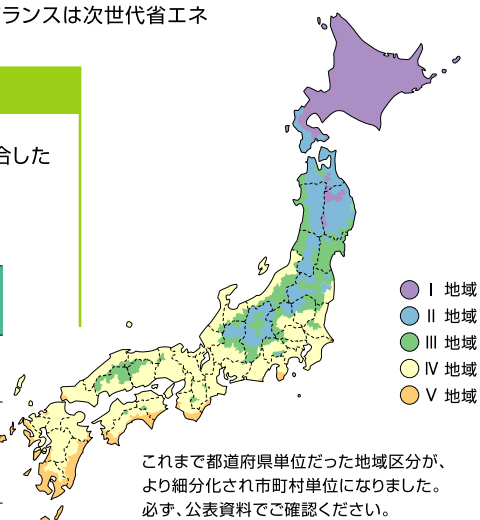 ランスは次世代省エネ
合した
Ⅰ 地域
Ⅱ 地域
Ⅲ 地域
Ⅳ 地域
Ⅴ 地域
これまで都道府県単位だった地域区分が、
より細分化され市町村単位になりました。
必ず、公表資料でご確認ください。